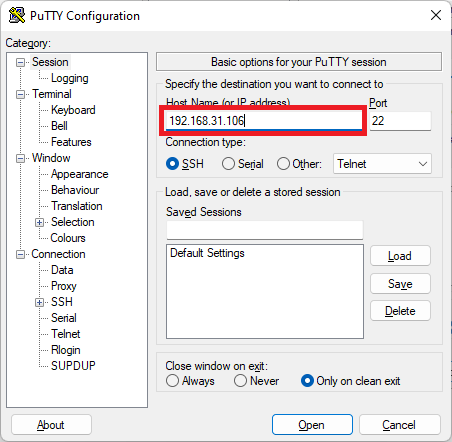 PuTTY Configuration
Category:
Session
Logging
Terminal
Keyboard
Bell
Features
Window
Appearance
Behaviour
Translation
Selection
Colours
Connection
Data
Proxy
SSH
Serial
Telnet
Rlogin
SUPDUP
Basic options for your PuTTY session
Specify the destination you want to connect to
Host Name (or IP address) Port
192.168.31.106 22
Connection type:
SSH Serial Other: Telnet
Load, save or delete a stored session
Saved Sessions
Default Settings
Load
Save
Delete
Close window on exit:
Always Never Only on clean exit
About Open Cancel